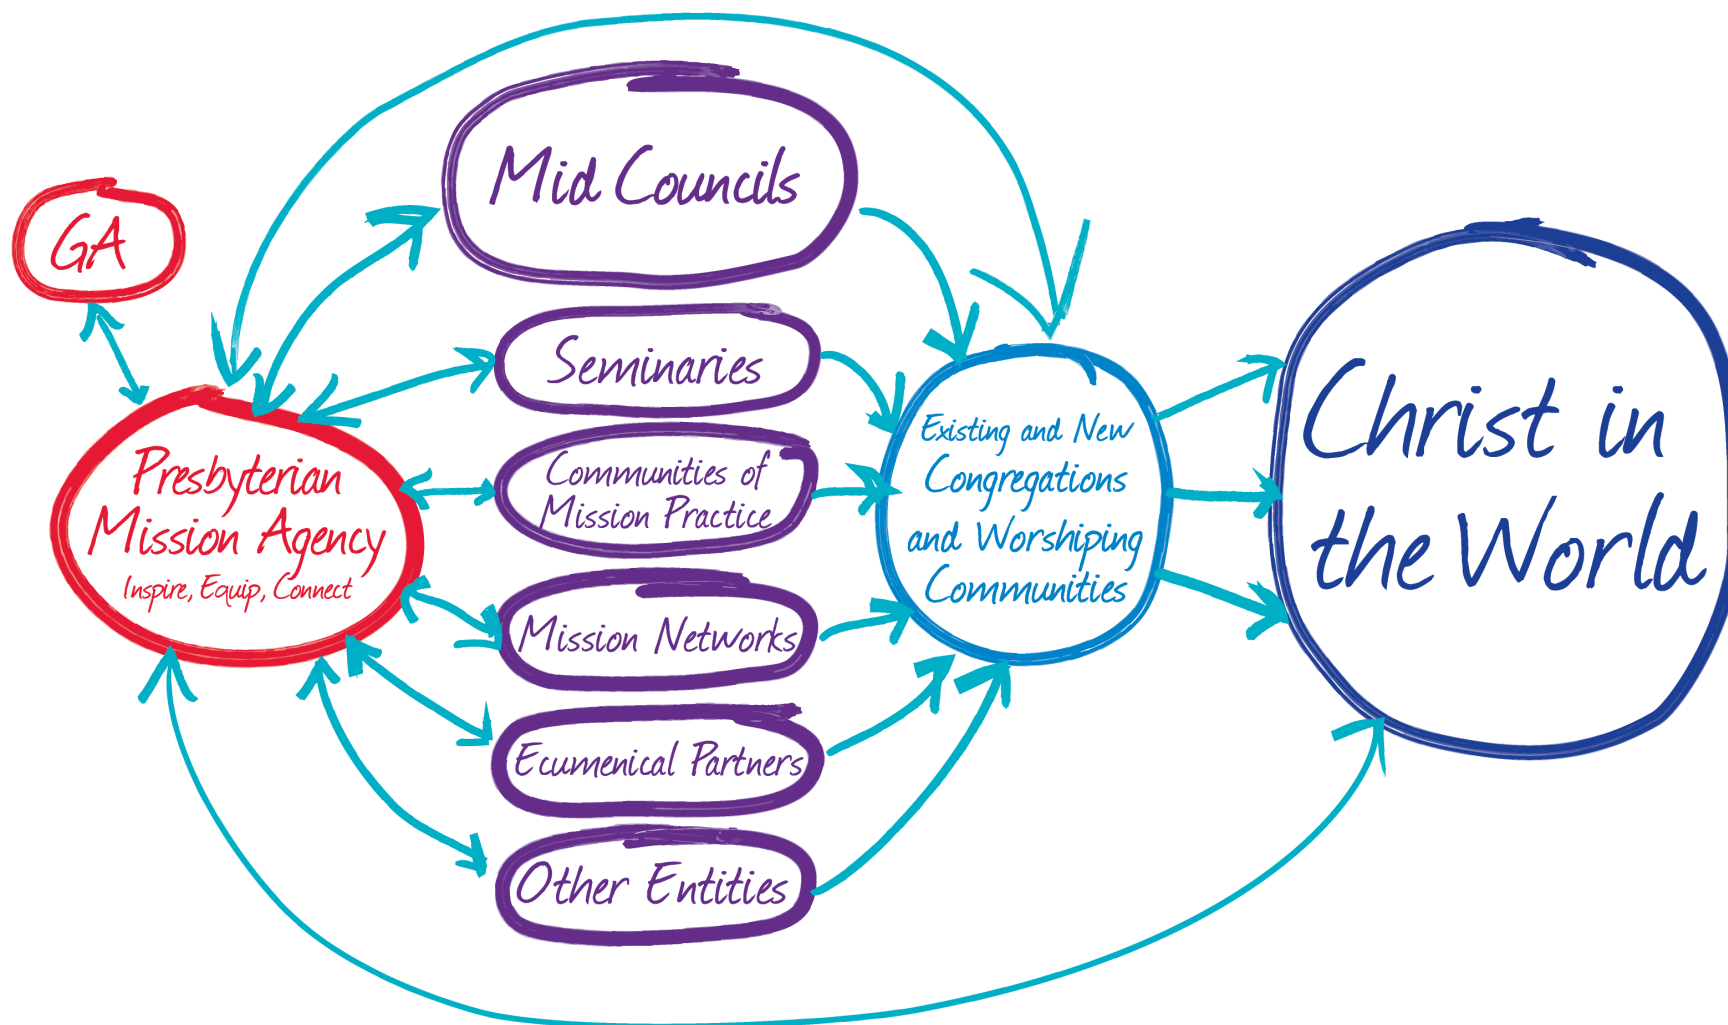 GA
Presbyterian
Mission Agency
Inspire, Equip, Connect
Mid Councils
Seminaries
Communities of
Mission Practice
Mission Networks
Ecumenical Partners
Other Entities
Existing and New
Congregations
and Worshiping
Communities
Christ in
the World